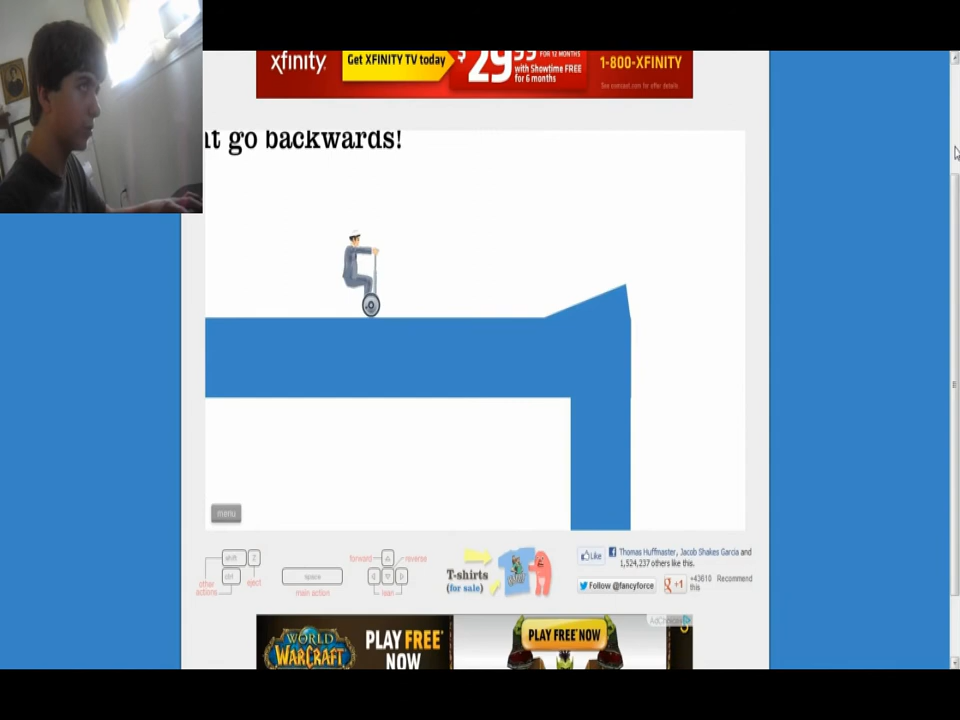 xfinity.
Get XFINITY TV today
$29.99
FOR 12 MONTHS
with Showtime FREE
for 6 months
1-800-XFINITY
go backwards!
menu
shift
Z
ctrl
eject
other
actions
space
main action
forward
reverse
lean
T-shirts
(for sale)
Like
Thomas Huffmaster, Jacob Shakes Garcia and
1,524,237 others like this.
Follow @fancyforce
+1
+43610 Recommend
this
AdChoices
WORLD
WARCRAFT
PLAY FREE*
NOW
PLAY FREE NOW